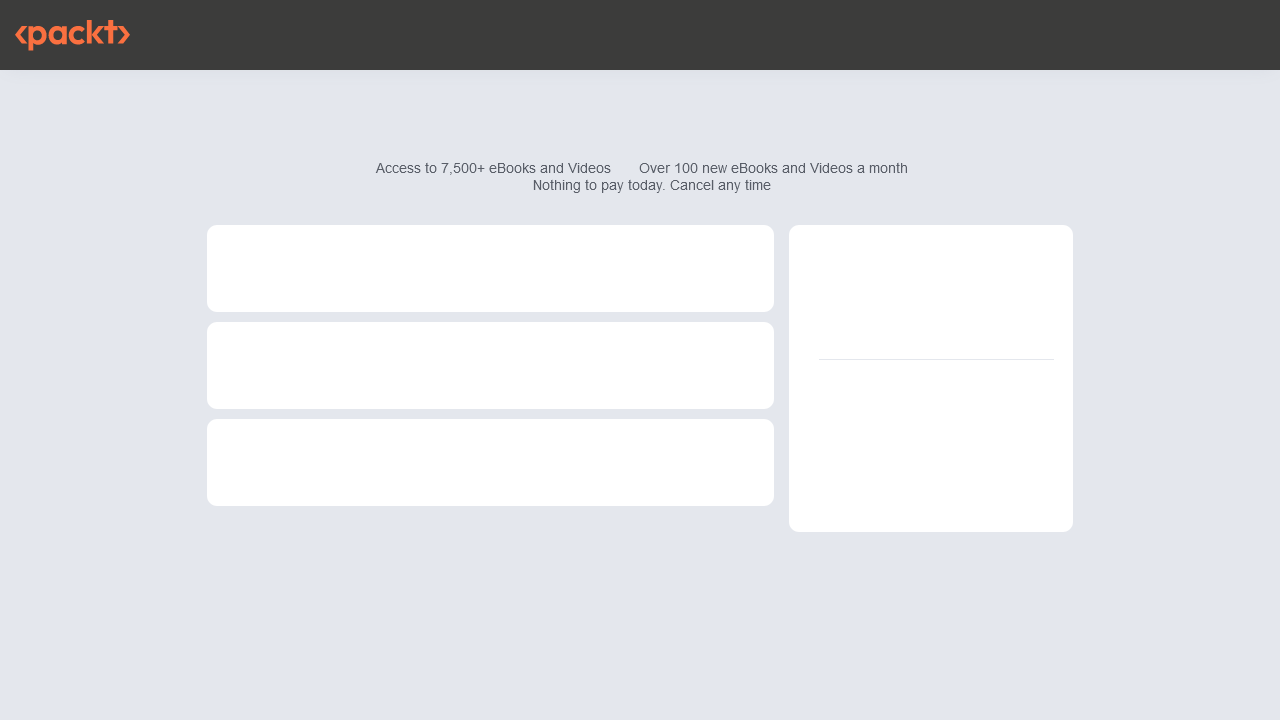 <packt>
Access to 7,500+ eBooks and Videos Over 100 new eBooks and Videos a month
Nothing to pay today. Cancel any time